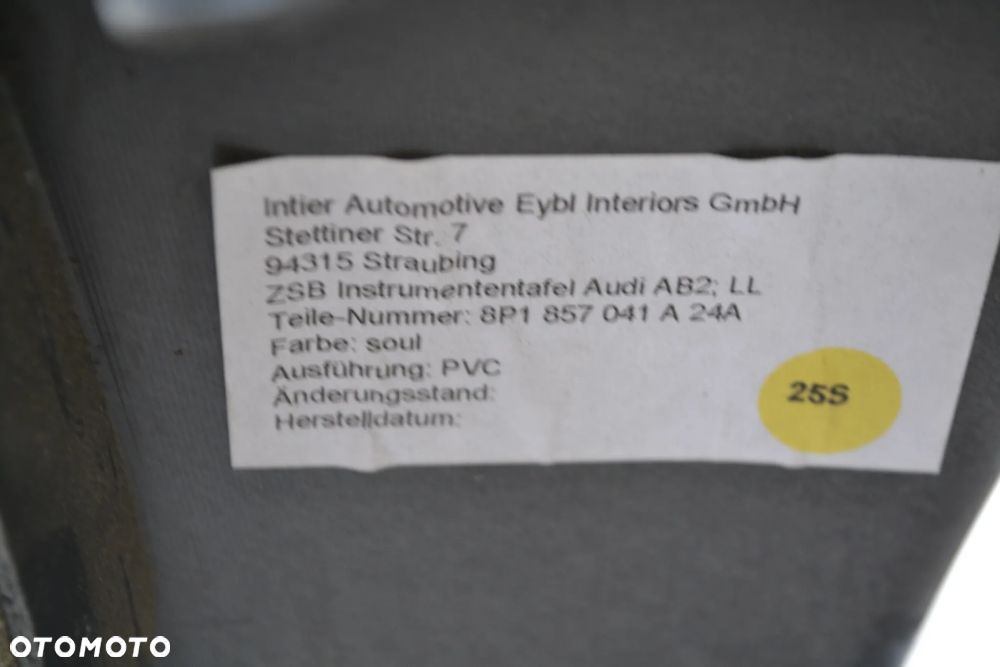 Intier Automotive Eybl Interiors GmbH
Stettiner Str. 7
94315 Straubing
ZSB Instrumententafel Audi AB2; LL
Teile-Nummer: 8P1 857 041 A 24A
Farbe: soul
Ausführung: PVC
Änderungsstand:
Herstelldatum:
25S
OTOMOTO